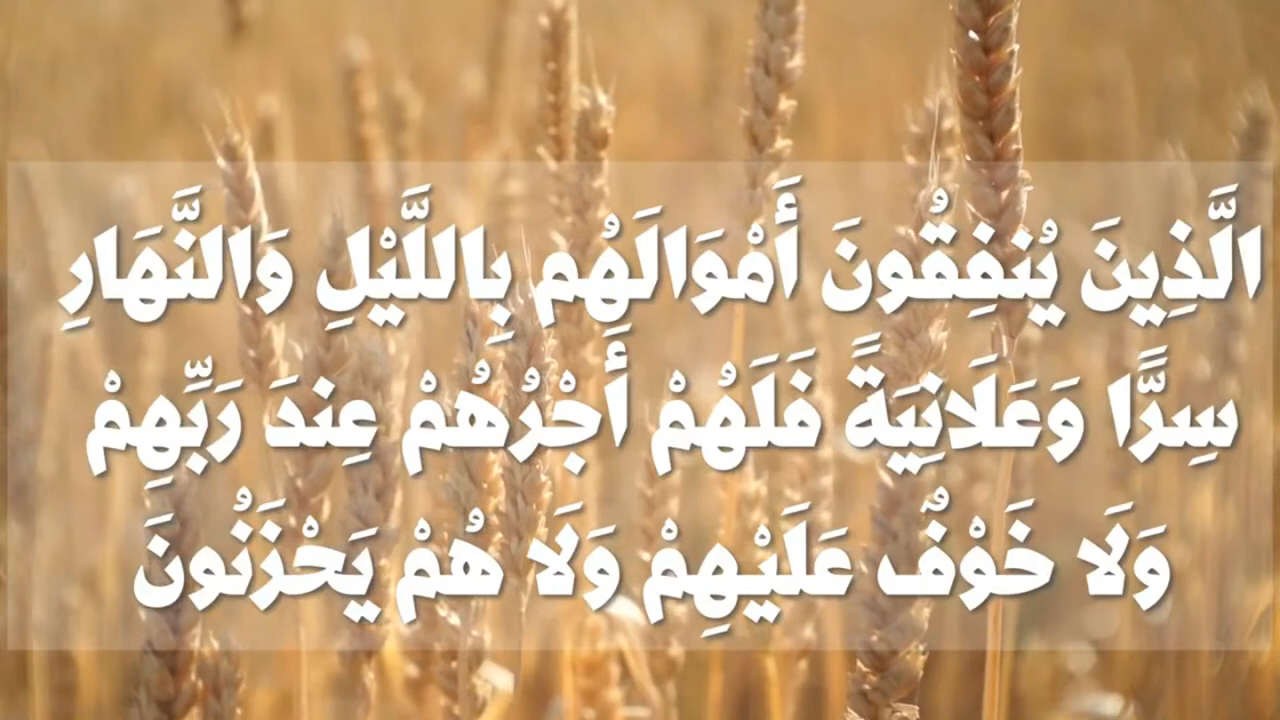 الَّذِينَ يُنفِقُونَ أَمْوَالَهُم بِاللَّيْلِ وَالنَّهَارِ
سِرًّا وَعَلَانِيَةً فَلَهُمْ أَجْرُهُمْ عِندَ رَبِّهِمْ
وَلَا خَوْفٌ عَلَيْهِمْ وَلَا هُمْ يَحْزَنُونَ